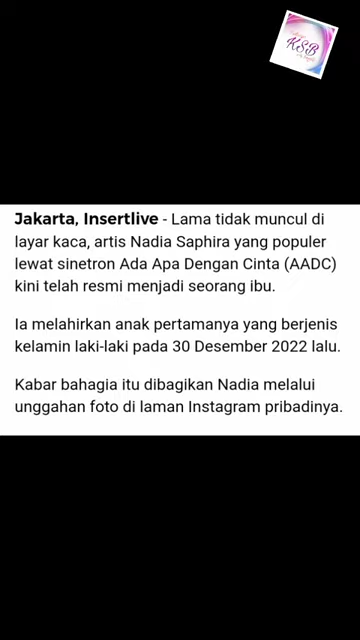 KSB
Jakarta, Insertlive - Lama tidak muncul di
layar kaca, artis Nadia Saphira yang populer
lewat sinetron Ada Apa Dengan Cinta (AADC)
kini telah resmi menjadi seorang ibu.
Ia melahirkan anak pertamanya yang berjenis
kelamin laki-laki pada 30 Desember 2022 lalu.
Kabar bahagia itu dibagikan Nadia melalui
unggahan foto di laman Instagram pribadinya.